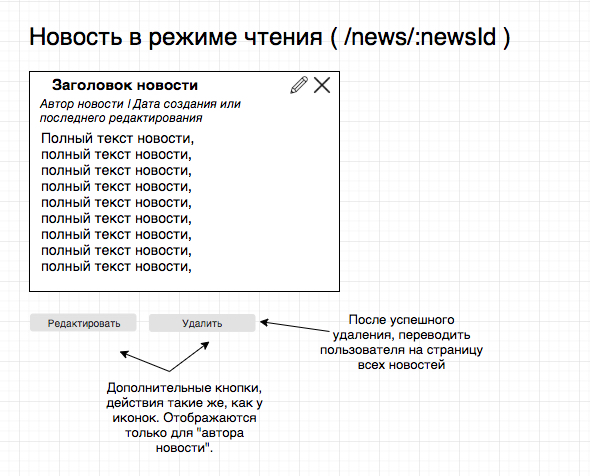 Новость в режиме чтения ( /news/:newsId )
Заголовок новости
Автор новости | Дата создания или
последнего редактирования
Полный текст новости,
полный текст новости,
полный текст новости,
полный текст новости,
полный текст новости,
полный текст новости,
полный текст новости,
полный текст новости,
полный текст новости,
Редактировать
Удалить
После успешного
удаления, переводить
пользователя на страницу
всех новостей
Дополнительные кнопки,
действия такие же, как у
иконок. Отображаются
только для "автора
новости".